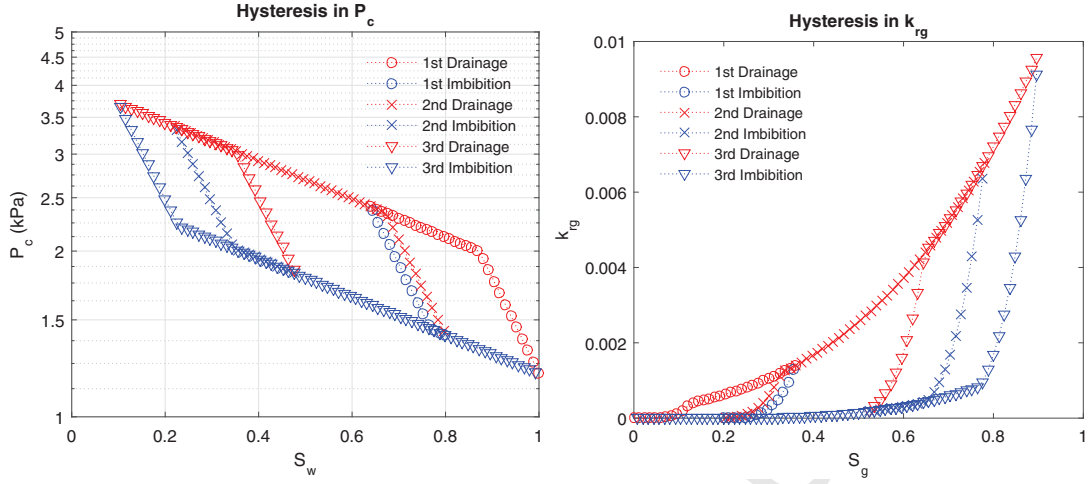 Hysteresis in P_c
5
4.5
4
3.5
3
2.5
2
1.5
1
P_c (kPa)
1st Drainage
1st Imbibition
2nd Drainage
2nd Imbibition
3rd Drainage
3rd Imbibition
0 0.2 0.4 0.6 0.8 1
S_w
Hysteresis in k_rg
0.01
0.008
0.006
0.004
0.002
0
k_rg
1st Drainage
1st Imbibition
2nd Drainage
2nd Imbibition
3rd Drainage
3rd Imbibition
0 0.2 0.4 0.6 0.8 1
S_g